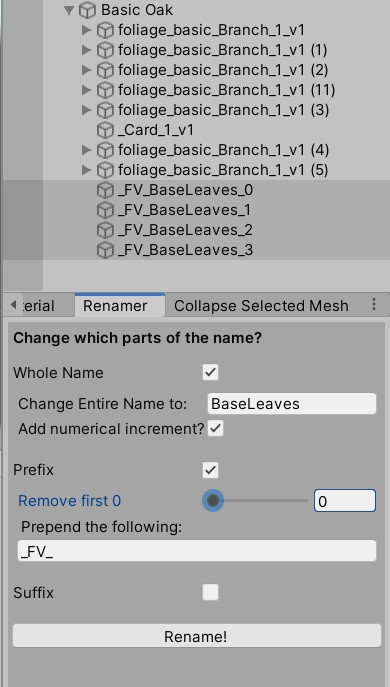 Basic Oak
foliage_basic_Branch_1_v1
foliage_basic_Branch_1_v1 (1)
foliage_basic_Branch_1_v1 (2)
foliage_basic_Branch_1_v1 (11)
foliage_basic_Branch_1_v1 (3)
_Card_1_v1
foliage_basic_Branch_1_v1 (4)
foliage_basic_Branch_1_v1 (5)
_FV_BaseLeaves_0
_FV_BaseLeaves_1
_FV_BaseLeaves_2
_FV_BaseLeaves_3
erial Renamer Collapse Selected Mesh
Change which parts of the name?
Whole Name
Change Entire Name to: BaseLeaves
Add numerical increment?
Prefix
Remove first 0 0
Prepend the following:
_FV_
Suffix
Rename!